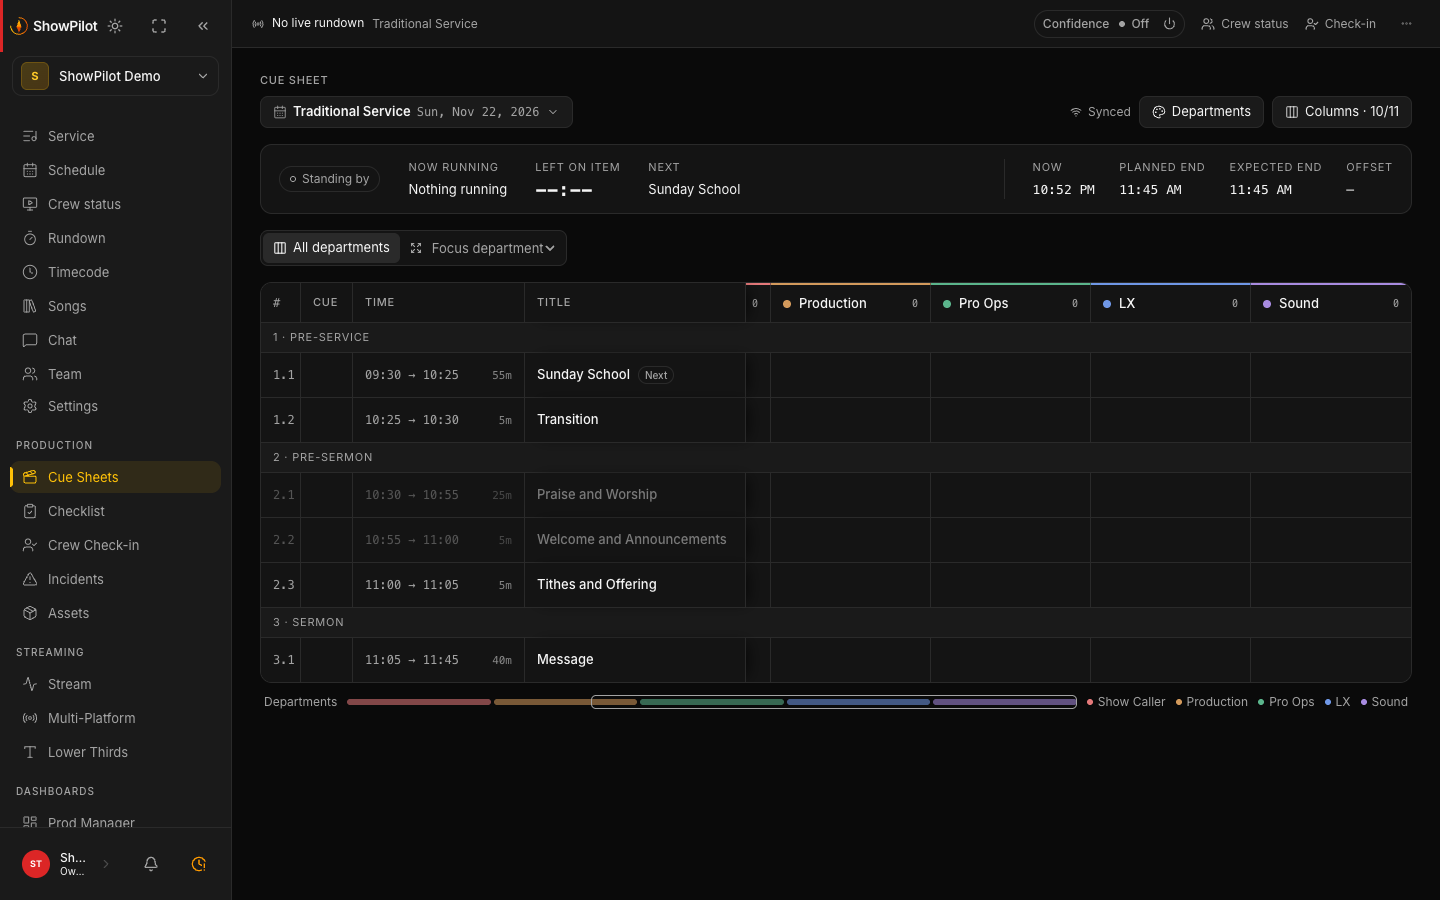 ShowPilot
No live rundown Traditional Service
Confidence Off
Crew status
Check-in
S ShowPilot Demo
Service
Schedule
Crew status
Rundown
Timecode
Songs
Chat
Team
Settings
PRODUCTION
Cue Sheets
Checklist
Crew Check-in
Incidents
Assets
STREAMING
Stream
Multi-Platform
Lower Thirds
DASHBOARDS
Prod Manager
ST Sh...
Ow...
CUE SHEET
Traditional Service Sun, Nov 22, 2026
Synced
Departments
Columns · 10/11
Standing by
NOW RUNNING
Nothing running
LEFT ON ITEM
––:––
NEXT
Sunday School
NOW
10:52 PM
PLANNED END
11:45 AM
EXPECTED END
11:45 AM
OFFSET
–
All departments
Focus department
# CUE TIME TITLE 0 Production 0 Pro Ops 0 LX 0 Sound 0
1 · PRE-SERVICE
1.1 09:30 → 10:25 55m Sunday School Next
1.2 10:25 → 10:30 5m Transition
2 · PRE-SERMON
2.1 10:30 → 10:55 25m Praise and Worship
2.2 10:55 → 11:00 5m Welcome and Announcements
2.3 11:00 → 11:05 5m Tithes and Offering
3 · SERMON
3.1 11:05 → 11:45 40m Message
Departments Show Caller Production Pro Ops LX Sound